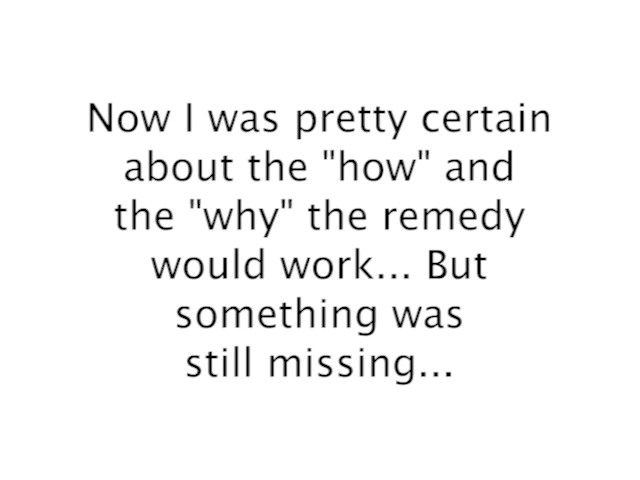 Now I was pretty certain
about the "how" and
the "why" the remedy
would work... But
something was
still missing...